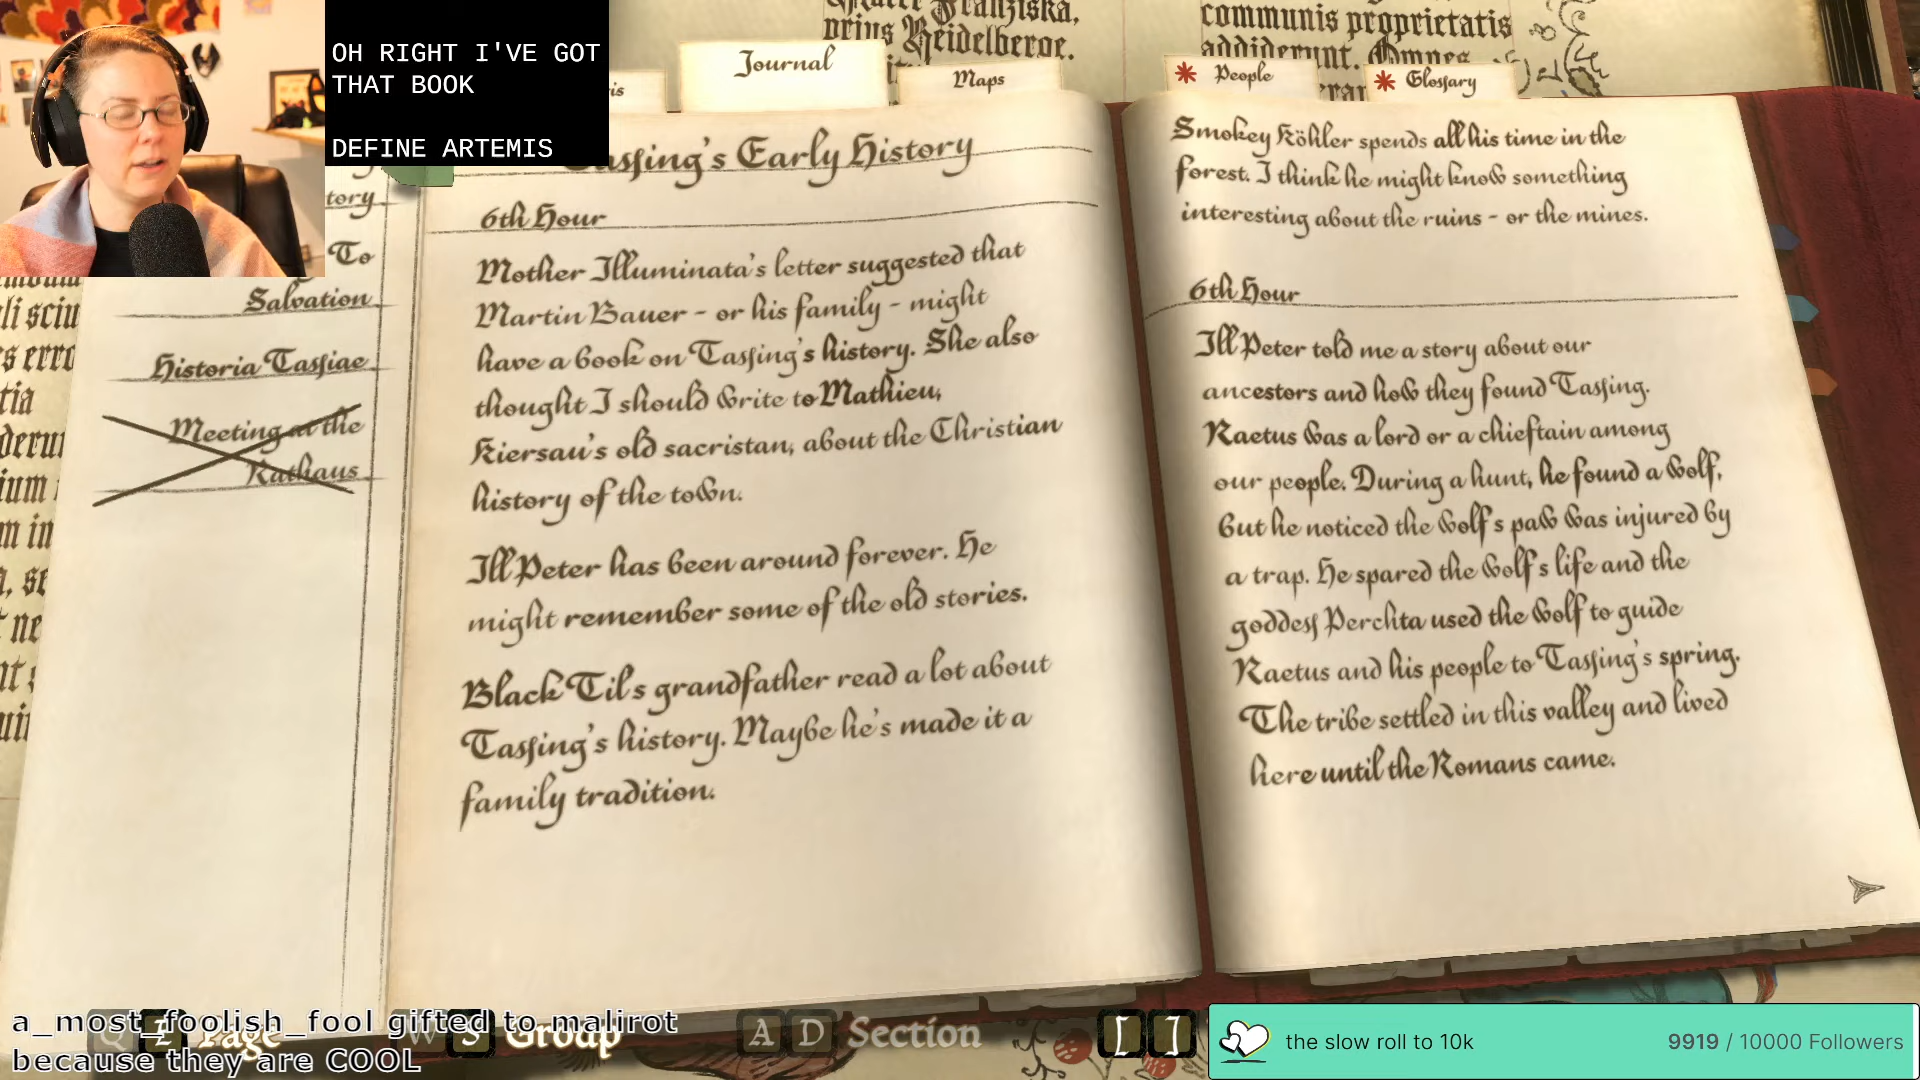 OH RIGHT I'VE GOT
THAT BOOK
DEFINE ARTEMIS
Journal
Maps
People
Glossary
communis proprietatis
addiderunt. Omnes
To
Salvation
Historia Tassiae
Meeting at the
Rathaus
Tassing's Early History
6th Hour
Mother Illuminata's letter suggested that
Martin Bauer - or his family - might
have a book on Tassing's history. She also
thought I should write to Mathieu,
Kiersau's old sacristan, about the Christian
history of the town.
Ill Peter has been around forever. He
might remember some of the old stories.
Black Til's grandfather read a lot about
Tassing's history. Maybe he's made it a
family tradition.
Smokey Köhler spends all his time in the
forest. I think he might know something
interesting about the ruins - or the mines.
6th Hour
Ill Peter told me a story about our
ancestors and how they found Tassing.
Raetus was a lord or a chieftain among
our people. During a hunt, he found a wolf,
but he noticed the wolf's paw was injured by
a trap. He spared the wolf's life and the
goddess Perchta used the wolf to guide
Raetus and his people to Tassing's spring.
The tribe settled in this valley and lived
here until the Romans came.
a_most_foolish_fool gifted to malirot
because they are COOL
Q E Page
W S Group
A D Section
[ ]
the slow roll to 10k
9919 / 10000 Followers